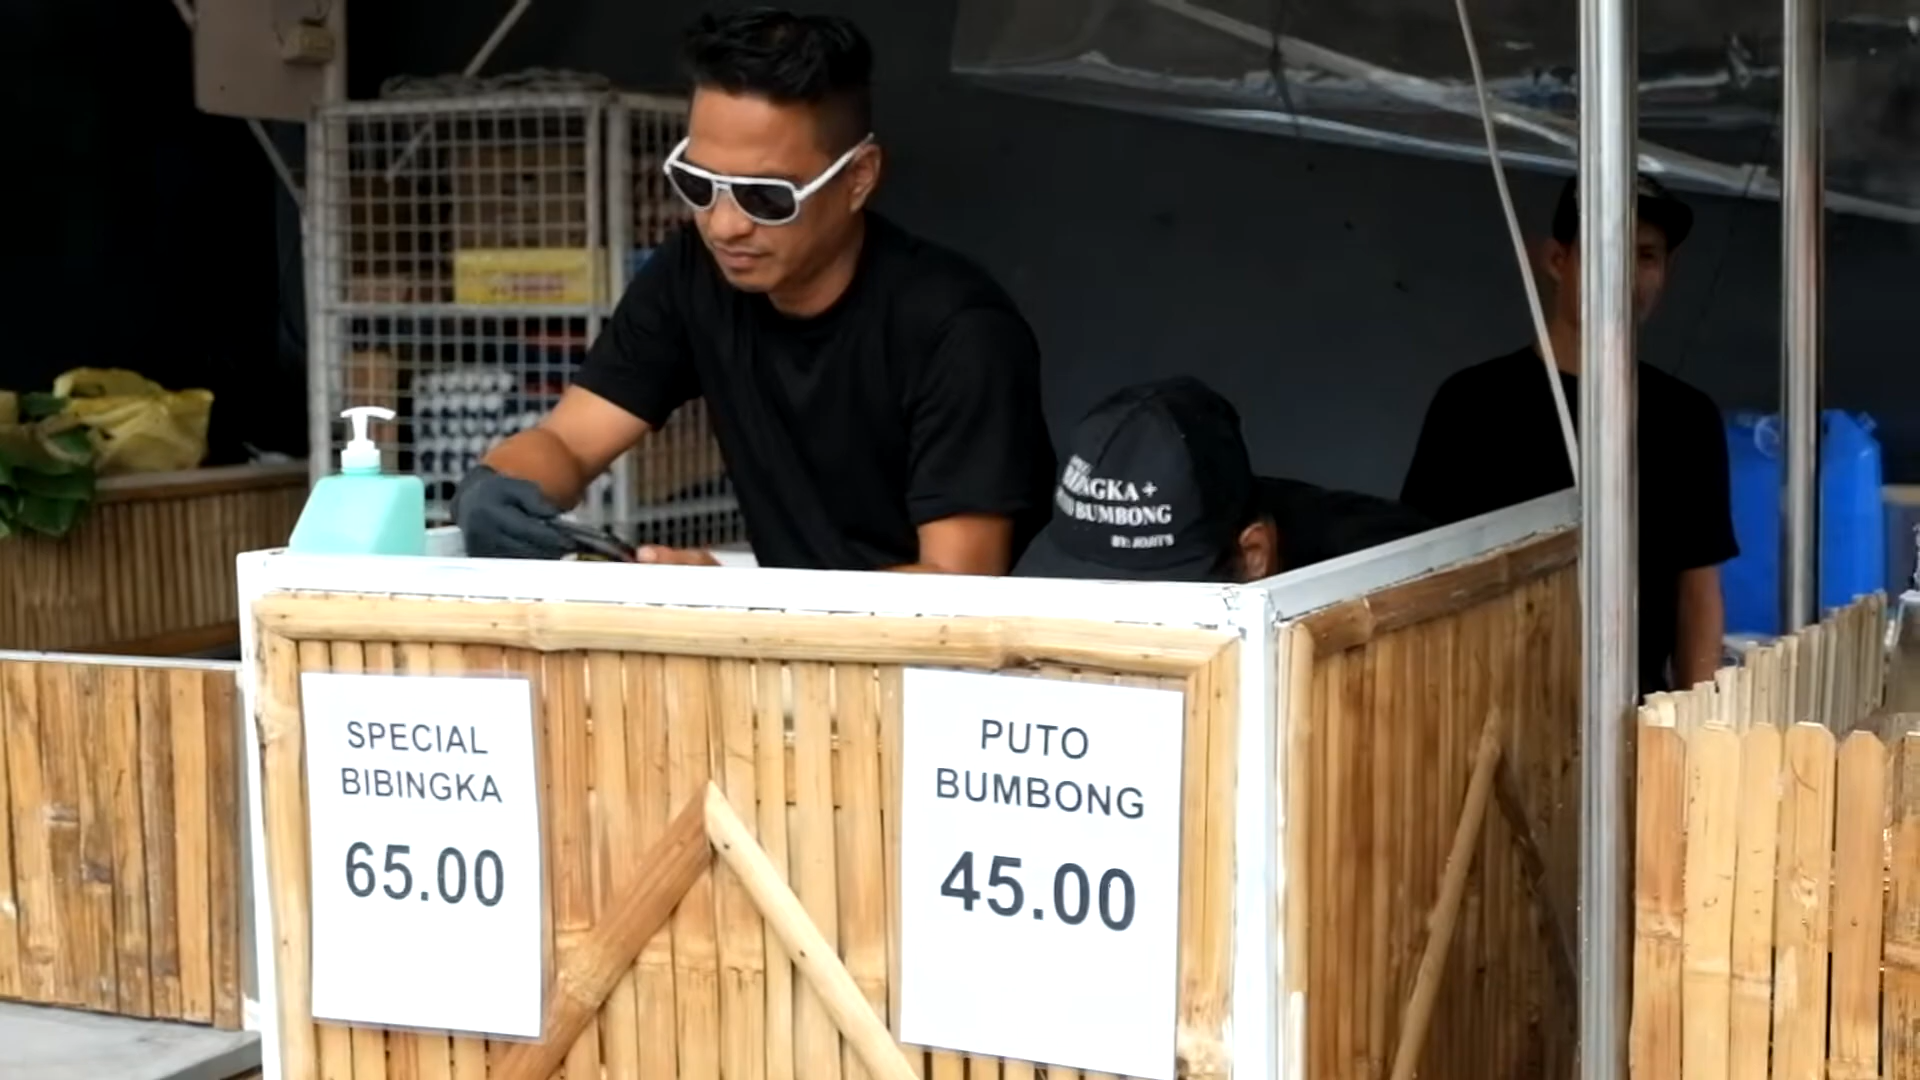 SPECIAL
BIBINGKA
65.00
PUTO
BUMBONG
45.00
BUMBONG